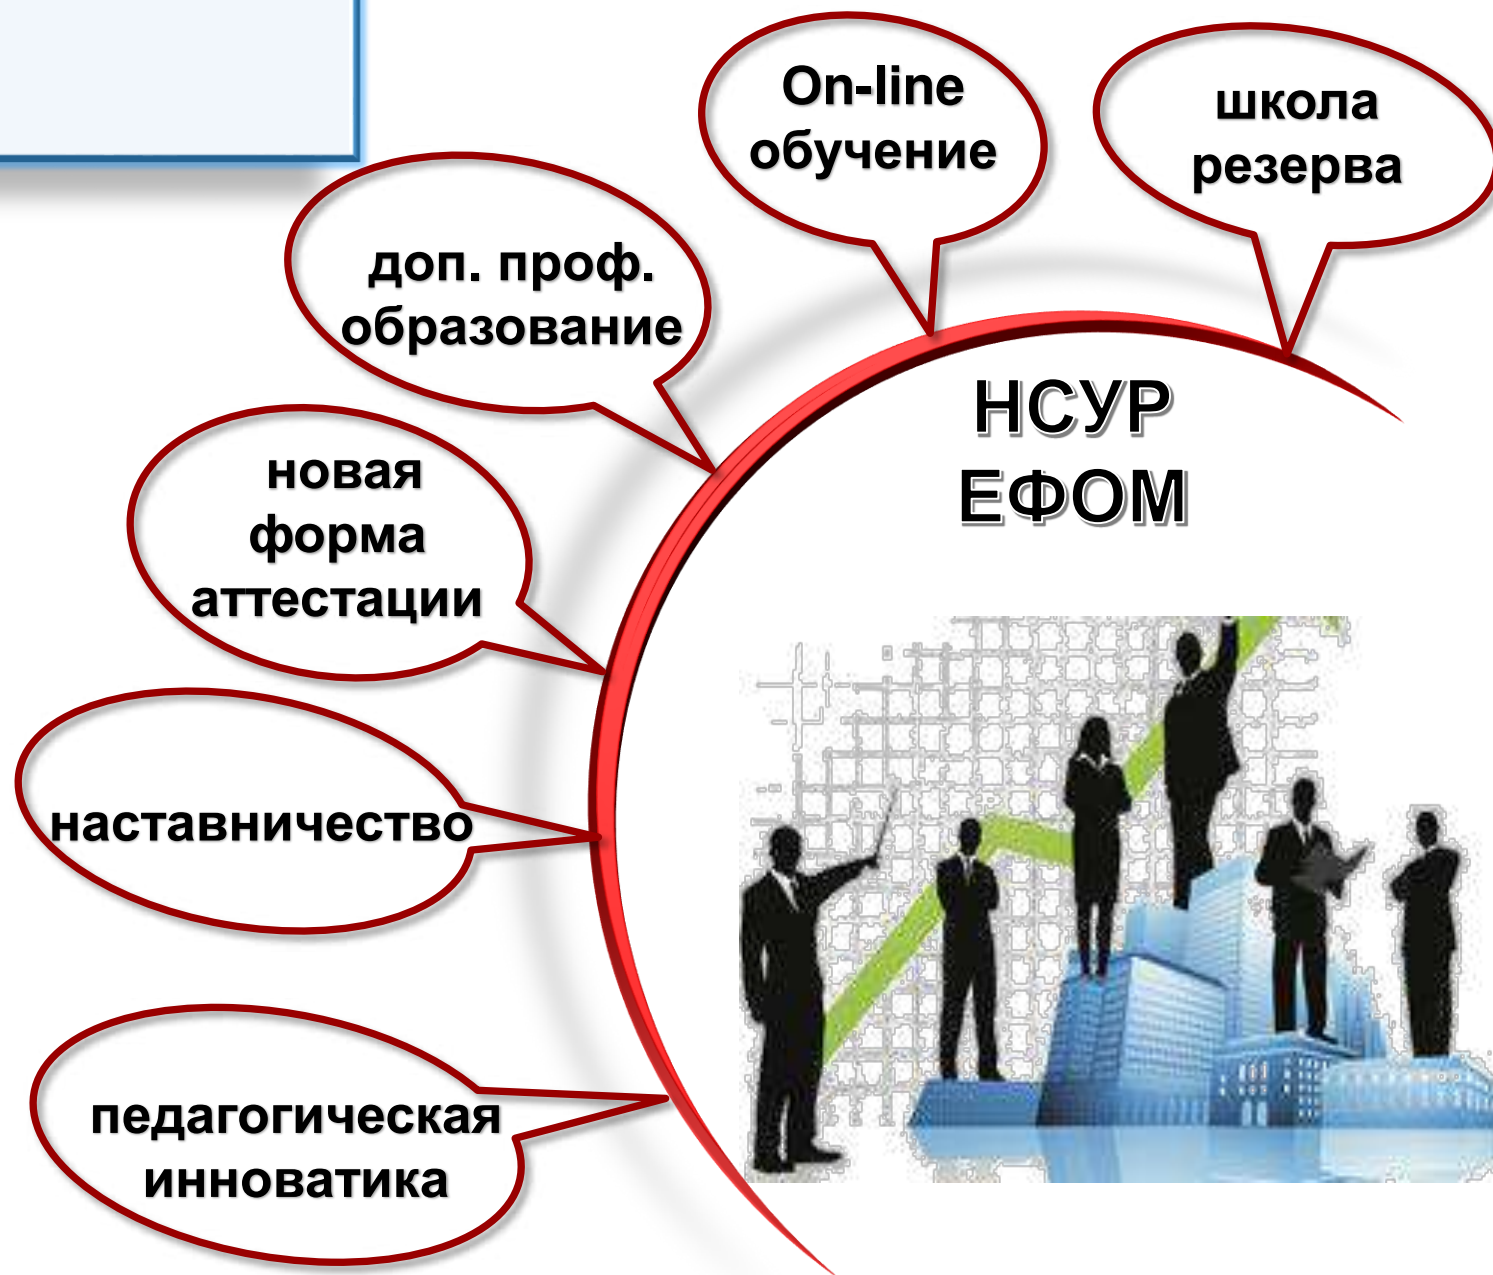 On-line
обучение
школа
резерва
доп. проф.
образование
новая
форма
аттестации
наставничество
педагогическая
инноватика
НСУР
ЕФОМ